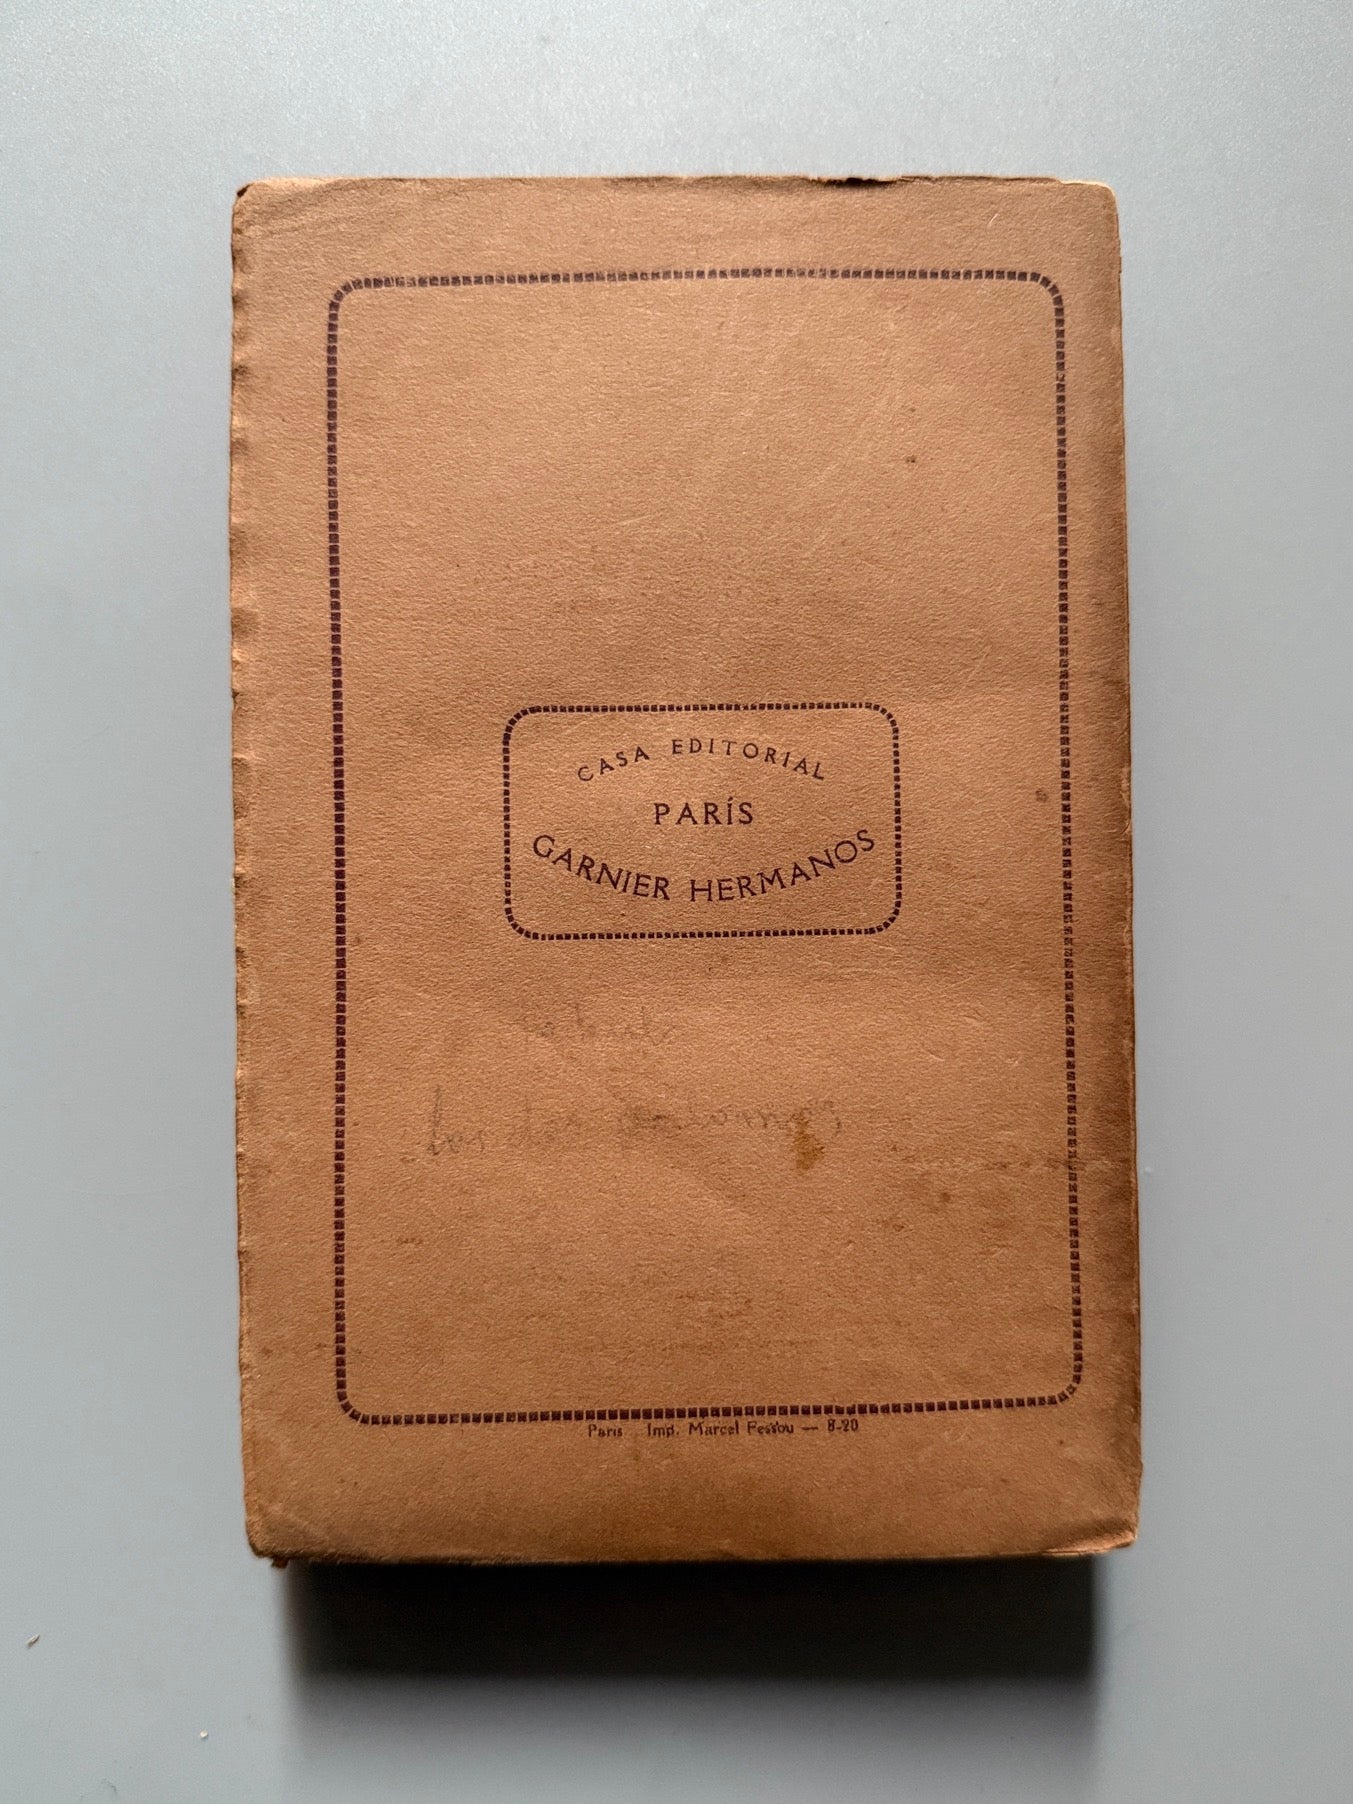 CASA EDITORIAL
PARÍS
GARNIER HERMANOS
Paris Imp. Marcel Fessou — 8-20